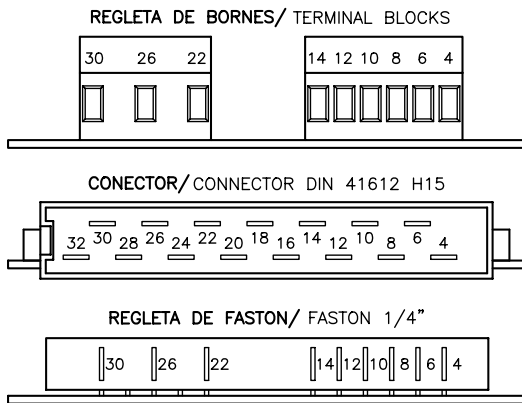 REGLETA DE BORNES/ TERMINAL BLOCKS
30 26 22 14 12 10 8 6 4
CONECTOR/ CONNECTOR DIN 41612 H15
32 30 28 26 24 22 20 18 16 14 12 10 8 6 4
REGLETA DE FASTON/ FASTON 1/4"
30 26 22 14 12 10 8 6 4